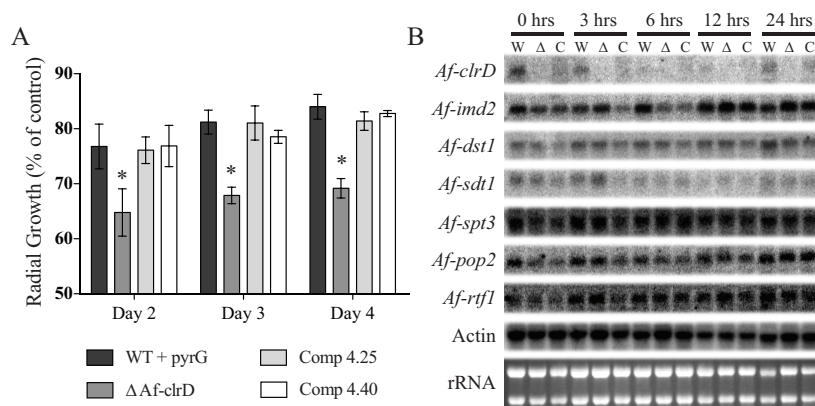 A
Radial Growth (% of control)
90
80
70
60
50
*
*
*
Day 2
Day 3
Day 4
WT + pyrG
ΔAf-clrD
Comp 4.25
Comp 4.40
B
0 hrs 3 hrs 6 hrs 12 hrs 24 hrs
W Δ C W Δ C W Δ C W Δ C W Δ C
Af-clrD
Af-imd2
Af-dst1
Af-sdt1
Af-spt3
Af-pop2
Af-rtf1
Actin
rRNA